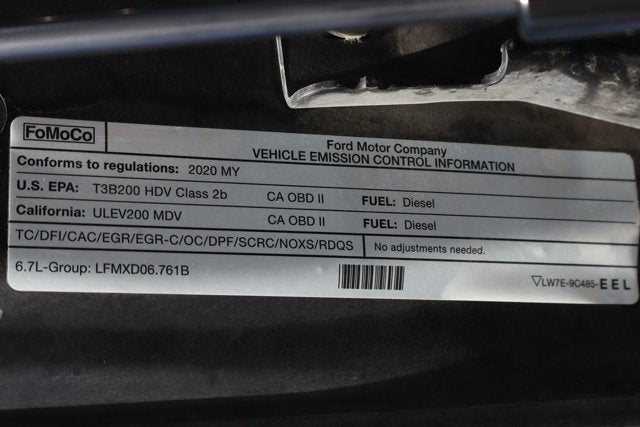 FoMoCo
Ford Motor Company
VEHICLE EMISSION CONTROL INFORMATION
Conforms to regulations: 2020 MY
U.S. EPA: T3B200 HDV Class 2b CA OBD II FUEL: Diesel
California: ULEV200 MDV CA OBD II FUEL: Diesel
TC/DFI/CAC/EGR/EGR-C/OC/DPF/SCRC/NOXS/RDQS No adjustments needed.
6.7L-Group: LFMXD06.761B
LW7E-9C485-EEL